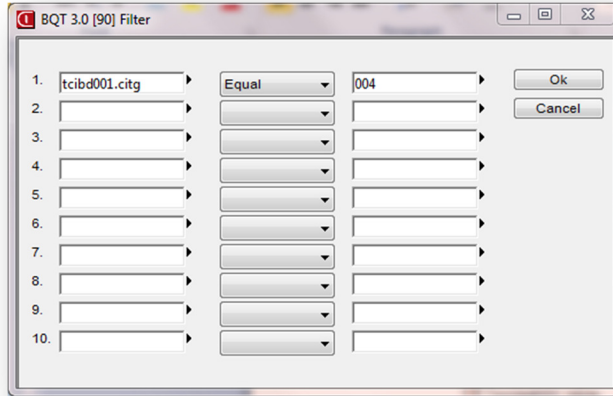 BQT 3.0 [90] Filter
1. tcibd001.citg Equal 004 Ok
2. Cancel
3.
4.
5.
6.
7.
8.
9.
10.